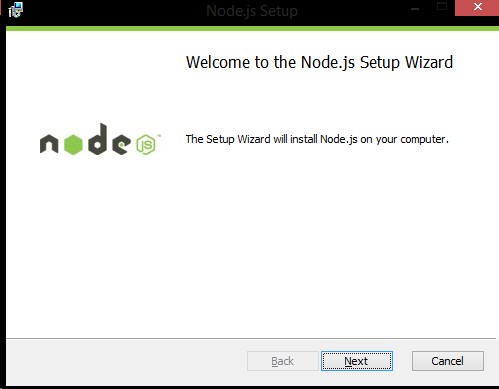 Node.js Setup
Welcome to the Node.js Setup Wizard
node JS ™
The Setup Wizard will install Node.js on your computer.
Back Next Cancel